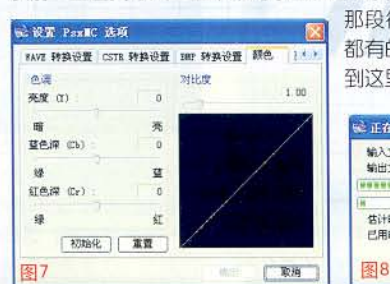 设置 PsxMC 选项
WAVE 转换设置 CSTR 转换设置 BMP 转换设置 颜色
色调
对比度
亮度 (Y): 0
1.00
暗 亮
蓝色深 (Cb): 0
绿 蓝
红色深 (Cr): 0
绿 红
初始化 重置
取消
图7
那段
都有的
到这里
正在
输入
输出
估计
已用
图8